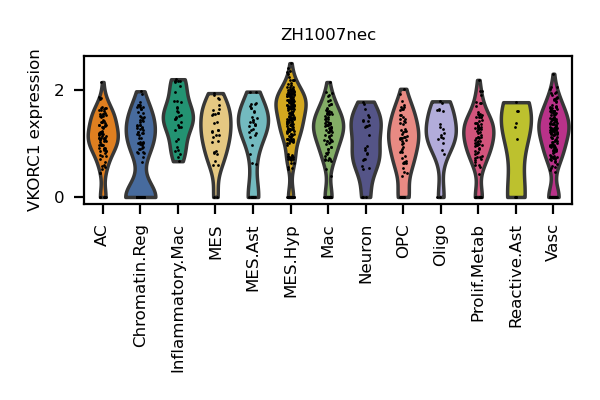 ZH1007nec
VKORC1 expression
2
0
AC
Chromatin.Reg
Inflammatory.Mac
MES
MES.Ast
MES.Hyp
Mac
Neuron
OPC
Oligo
Prolif.Metab
Reactive.Ast
Vasc